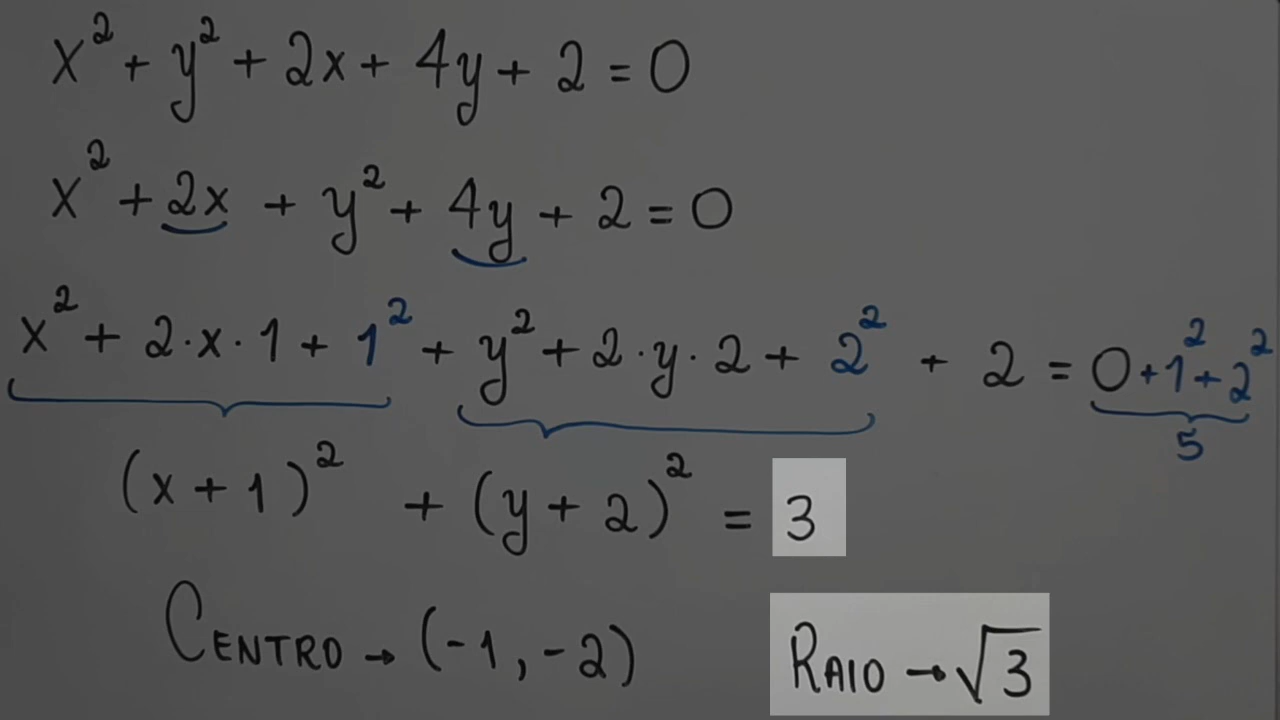 x² + y² + 2x + 4y + 2 = 0
x² + 2x + y² + 4y + 2 = 0
x² + 2·x·1 + 1² + y² + 2·y·2 + 2² + 2 = 0 + 1² + 2²
5
(x + 1)² + (y + 2)² = 3
CENTRO → (-1, -2) RAIO → √3